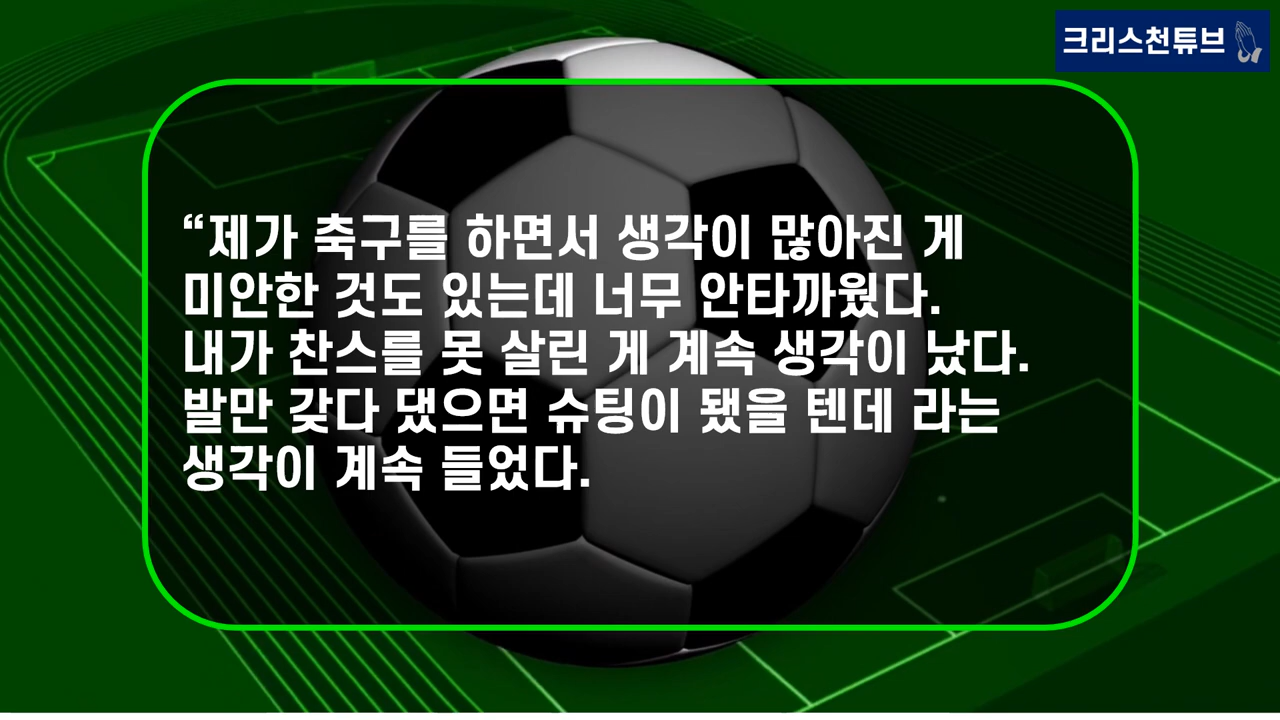 크리스천튜브
“제가 축구를 하면서 생각이 많아진 게
미안한 것도 있는데 너무 안타까웠다.
내가 찬스를 못 살린 게 계속 생각이 났다.
발만 갖다 댔으면 슈팅이 됐을 텐데 라는
생각이 계속 들었다.